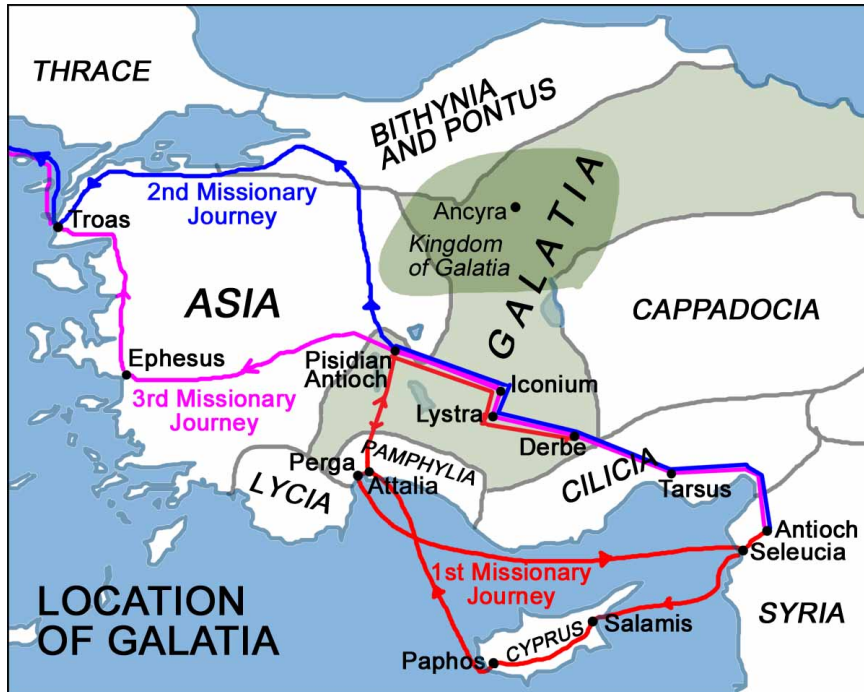 THRACE
BITHYNIA
AND PONTUS
2nd Missionary
Journey
Troas
Ancyra
Kingdom
of Galatia
GALATIA
ASIA
CAPPADOCIA
Ephesus
Pisidian
Antioch
3rd Missionary
Journey
Iconium
Lystra
Derbe
Perga
PAMPHYLIA
Attalia
LYCIA
CILICIA
Tarsus
Antioch
Seleucia
1st Missionary
Journey
LOCATION
OF GALATIA
SYRIA
CYPRUS
Salamis
Paphos